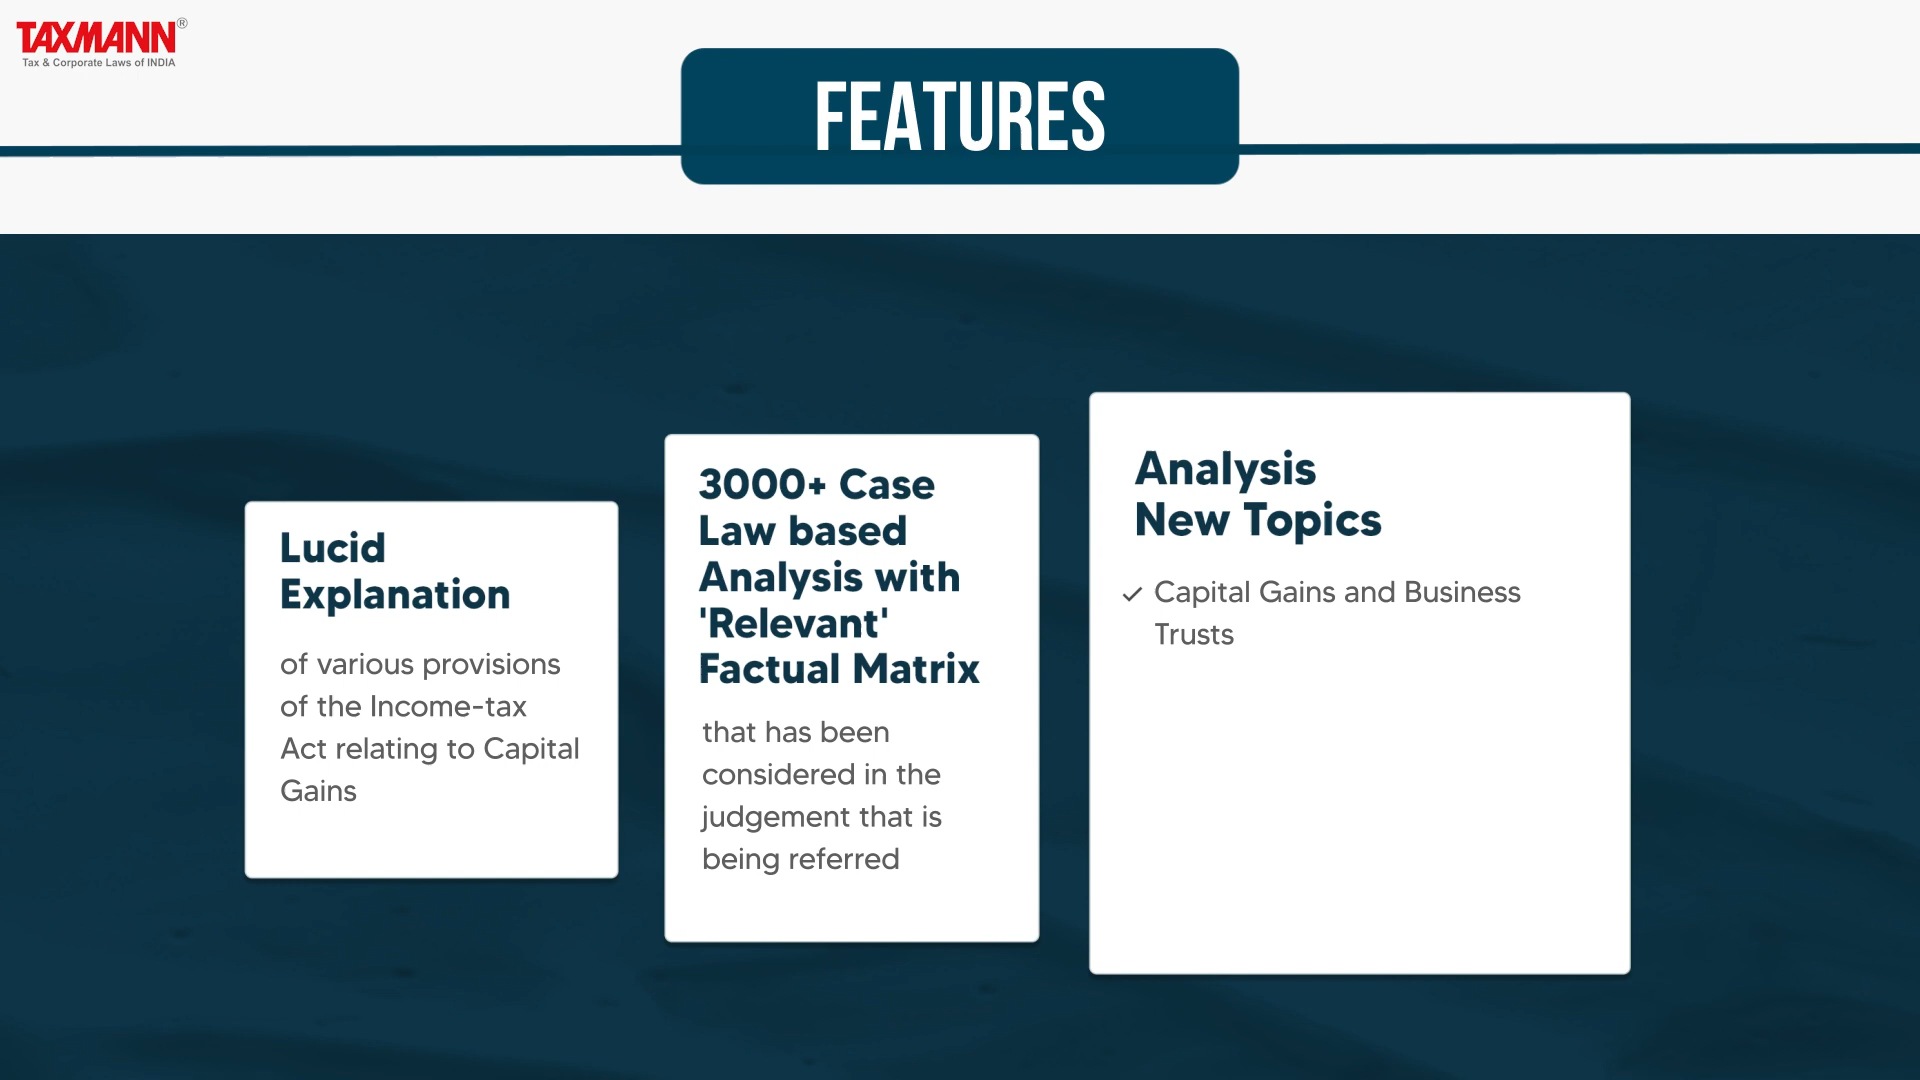 TAXMANN®
Tax & Corporate Laws of INDIA
FEATURES
Lucid
Explanation
of various provisions
of the Income-tax
Act relating to Capital
Gains
3000+ Case
Law based
Analysis with
'Relevant'
Factual Matrix
that has been
considered in the
judgement that is
being referred
Analysis
New Topics
✓ Capital Gains and Business
Trusts